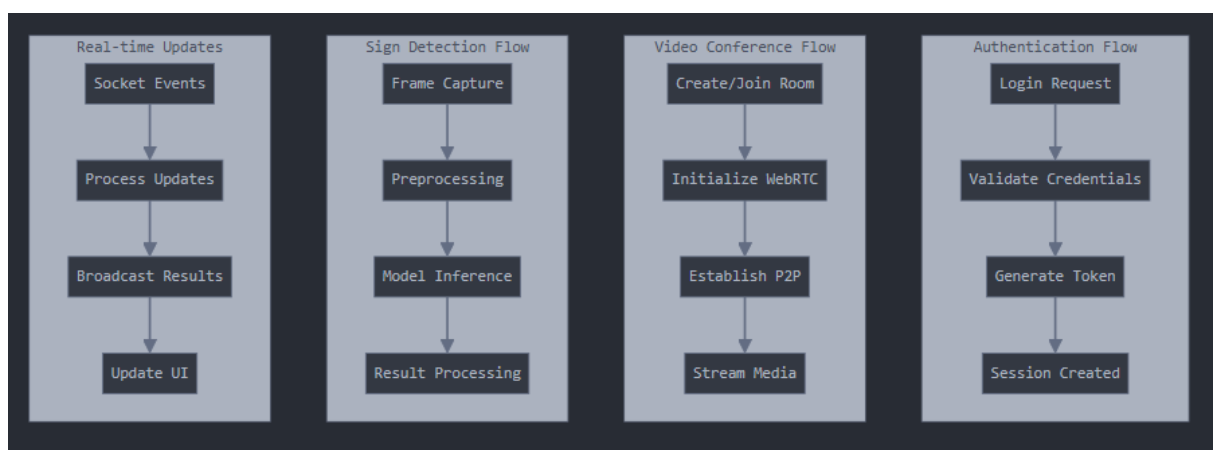 Real-time Updates
Socket Events
Process Updates
Broadcast Results
Update UI
Sign Detection Flow
Frame Capture
Preprocessing
Model Inference
Result Processing
Video Conference Flow
Create/Join Room
Initialize WebRTC
Establish P2P
Stream Media
Authentication Flow
Login Request
Validate Credentials
Generate Token
Session Created